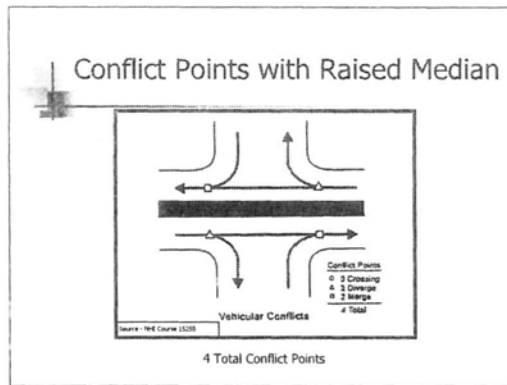 Conflict Points with Raised Median
Conflict Points
0 Crossing
2 Diverge
2 Merge
4 Total
Vehicular Conflicts
Source - NHI Course 15255
4 Total Conflict Points